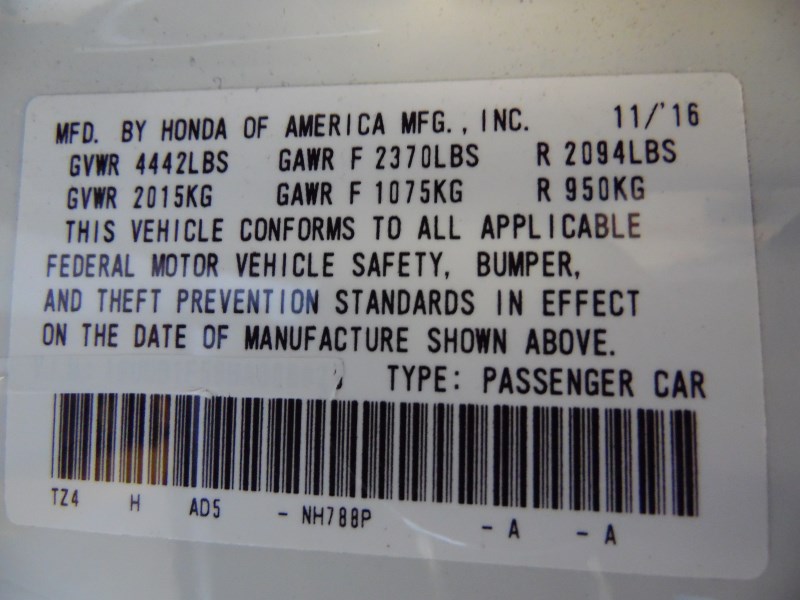 MFD. BY HONDA OF AMERICA MFG., INC. 11/'16
GVWR 4442LBS GAWR F 2370LBS R 2094LBS
GVWR 2015KG GAWR F 1075KG R 950KG
THIS VEHICLE CONFORMS TO ALL APPLICABLE
FEDERAL MOTOR VEHICLE SAFETY, BUMPER,
AND THEFT PREVENTION STANDARDS IN EFFECT
ON THE DATE OF MANUFACTURE SHOWN ABOVE.
TYPE: PASSENGER CAR
TZ4 H AD5 - NH788P - A - A